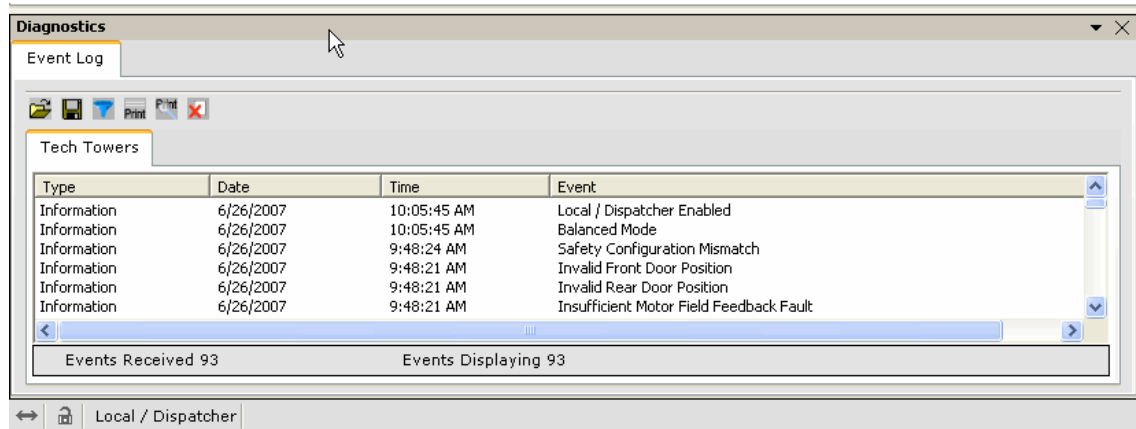 Diagnostics
Event Log
Print Print
Tech Towers
Type Date Time Event
Information 6/26/2007 10:05:45 AM Local / Dispatcher Enabled
Information 6/26/2007 10:05:45 AM Balanced Mode
Information 6/26/2007 9:48:24 AM Safety Configuration Mismatch
Information 6/26/2007 9:48:21 AM Invalid Front Door Position
Information 6/26/2007 9:48:21 AM Invalid Rear Door Position
Information 6/26/2007 9:48:21 AM Insufficient Motor Field Feedback Fault
Events Received 93 Events Displaying 93
Local / Dispatcher